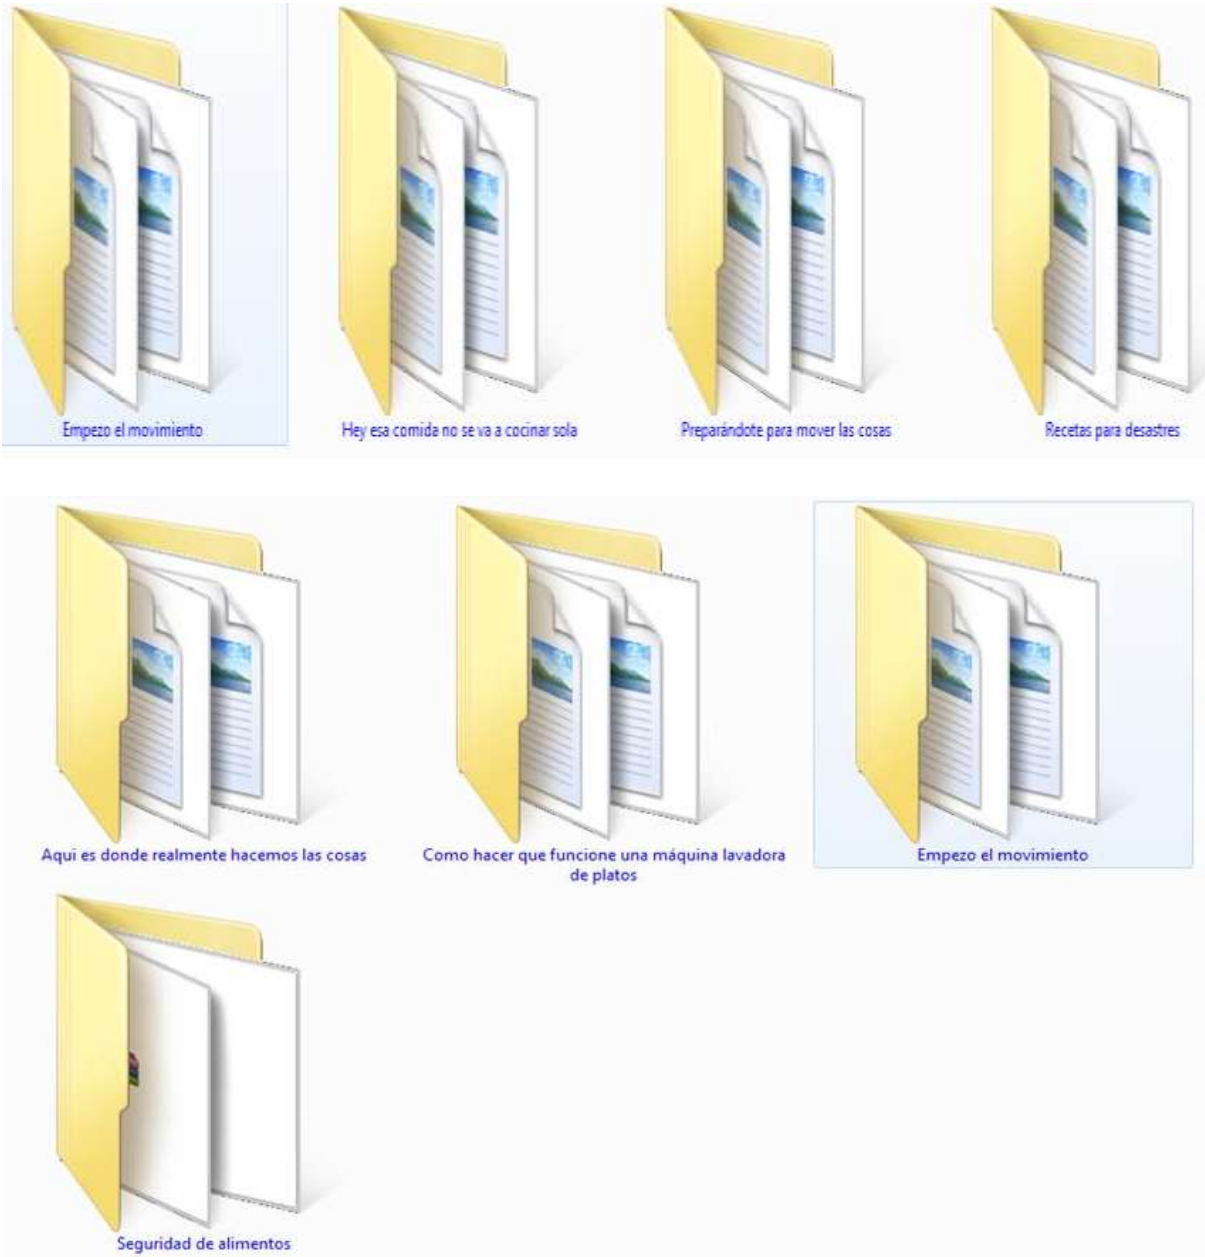 Empezo el movimiento
Hey esa comida no se va a cocinar sola
Preparándote para mover las cosas
Recetas para desastres
Aqui es donde realmente hacemos las cosas
Como hacer que funcione una máquina lavadora
de platos
Empezo el movimiento
Seguridad de alimentos